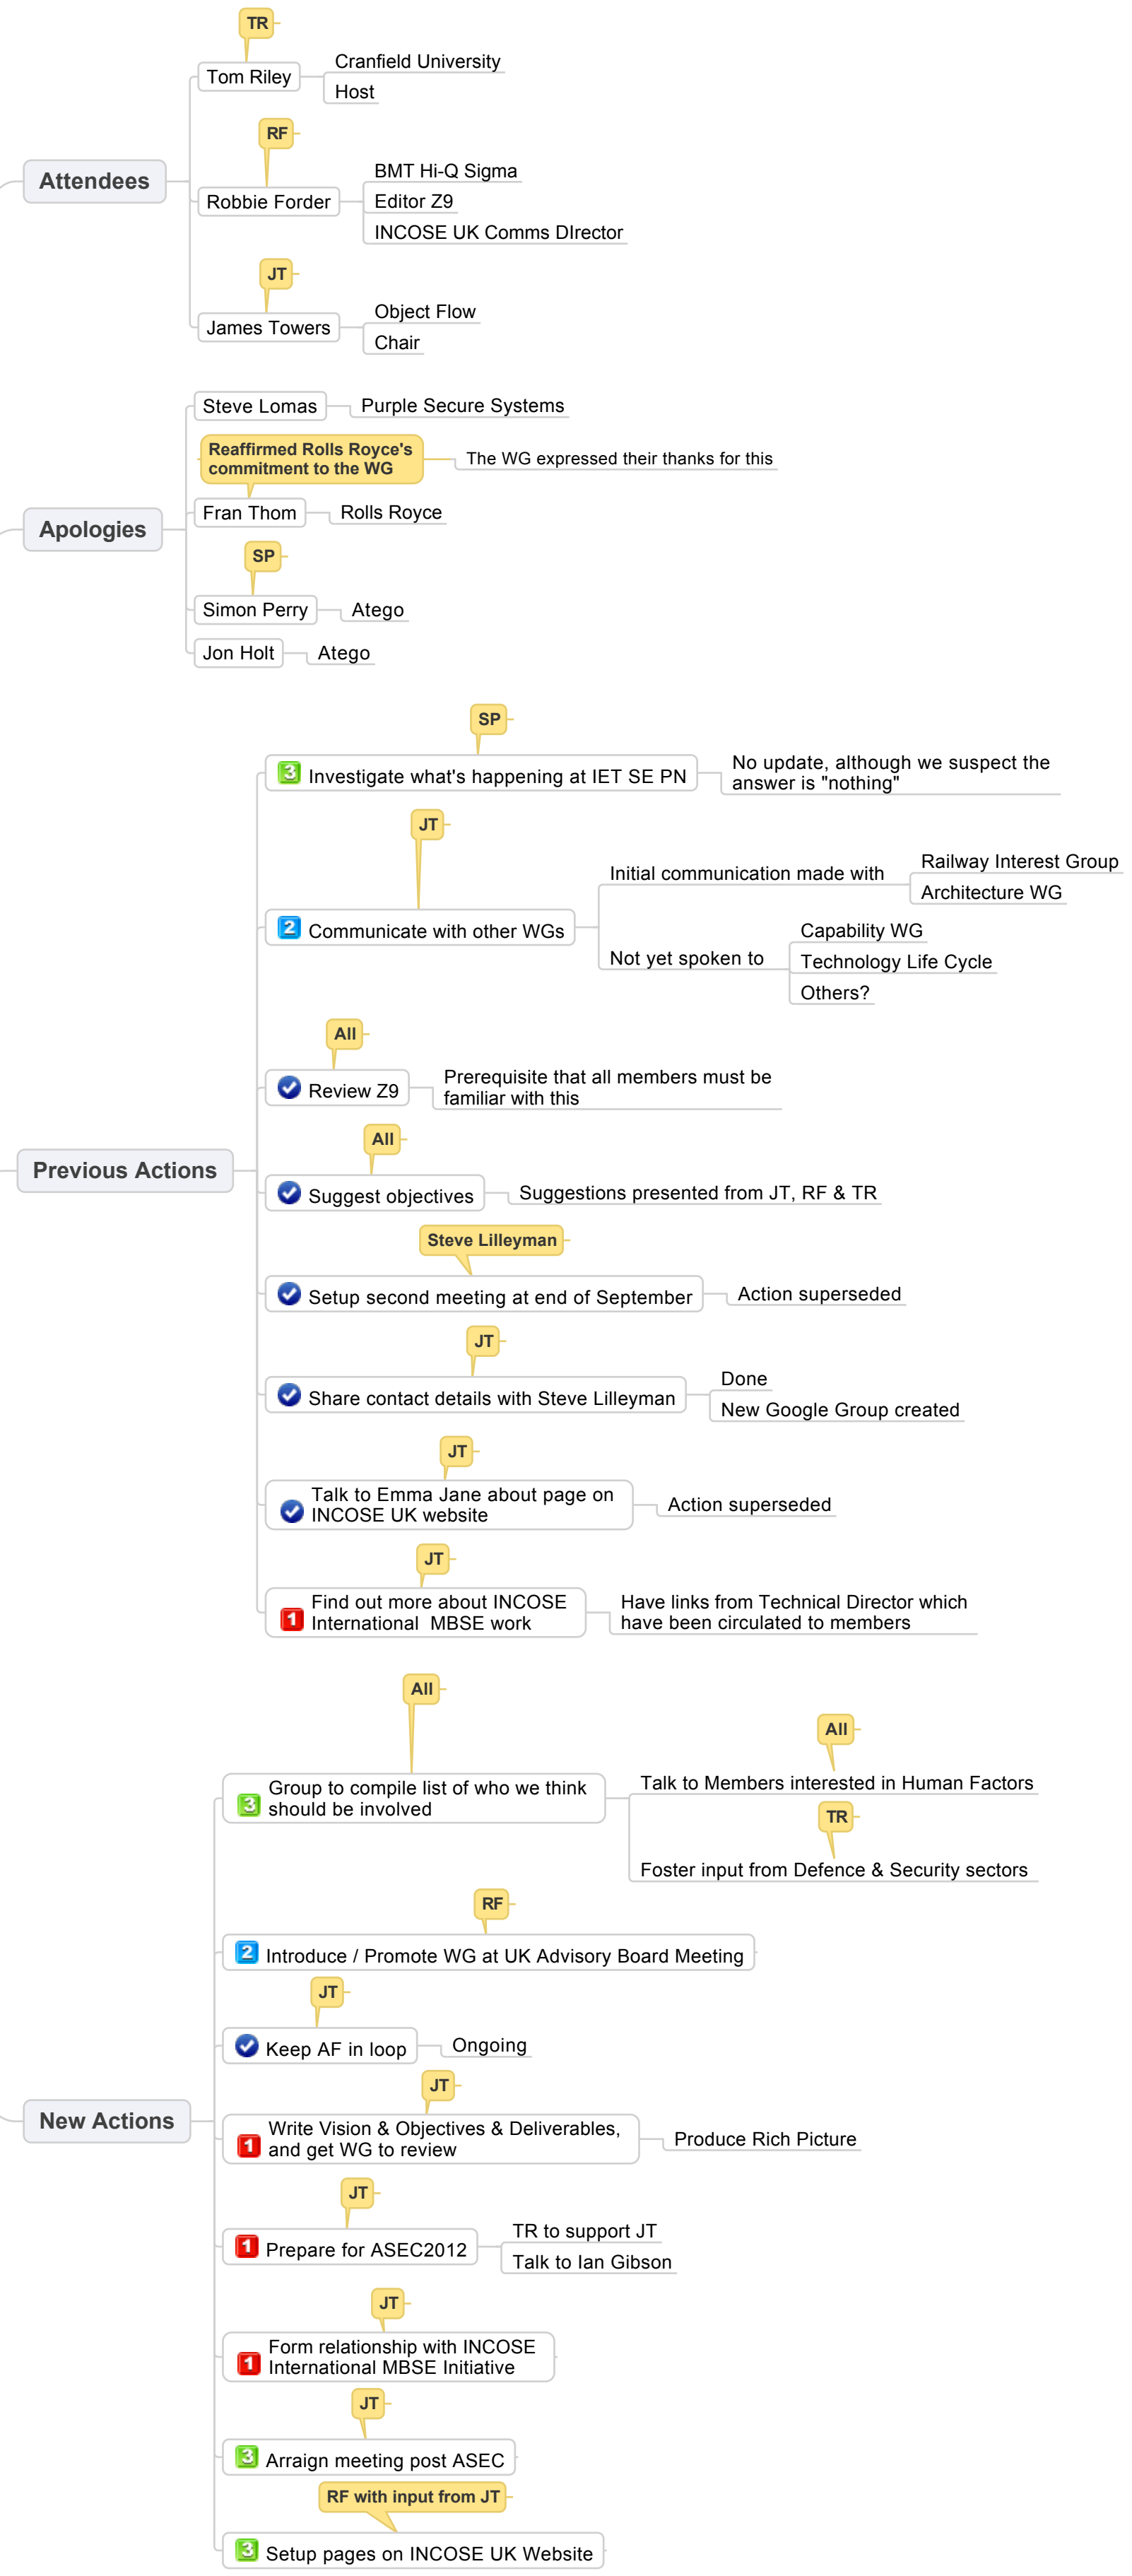 TR
Tom Riley
Cranfield University
Host
RF
Attendees
Robbie Forder
BMT Hi-Q Sigma
Editor Z9
INCOSE UK Comms DIrector
JT
James Towers
Object Flow
Chair
Steve Lomas
Purple Secure Systems
Reaffirmed Rolls Royce's
commitment to the WG
The WG expressed their thanks for this
Apologies
Fran Thom
Rolls Royce
SP
Simon Perry
Atego
Jon Holt
Atego
SP
3
Investigate what's happening at IET SE PN
No update, although we suspect the
answer is "nothing"
JT
2
Communicate with other WGs
Initial communication made with
Railway Interest Group
Architecture WG
Not yet spoken to
Capability WG
Technology Life Cycle
Others?
All
Review Z9
Prerequisite that all members must be
familiar with this
Previous Actions
All
Suggest objectives
Suggestions presented from JT, RF & TR
Steve Lilleyman
Setup second meeting at end of September
Action superseded
JT
Share contact details with Steve Lilleyman
Done
New Google Group created
JT
Talk to Emma Jane about page on
INCOSE UK website
Action superseded
JT
1
Find out more about INCOSE
International  MBSE work
Have links from Technical Director which
have been circulated to members
All
3
Group to compile list of who we think
should be involved
All
Talk to Members interested in Human Factors
TR
Foster input from Defence & Security sectors
RF
2
Introduce / Promote WG at UK Advisory Board Meeting
JT
Keep AF in loop
Ongoing
New Actions
JT
1
Write Vision & Objectives & Deliverables,
and get WG to review
Produce Rich Picture
JT
1
Prepare for ASEC2012
TR to support JT
Talk to Ian Gibson
JT
1
Form relationship with INCOSE
International MBSE Initiative
JT
3
Arraign meeting post ASEC
RF with input from JT
3
Setup pages on INCOSE UK Website